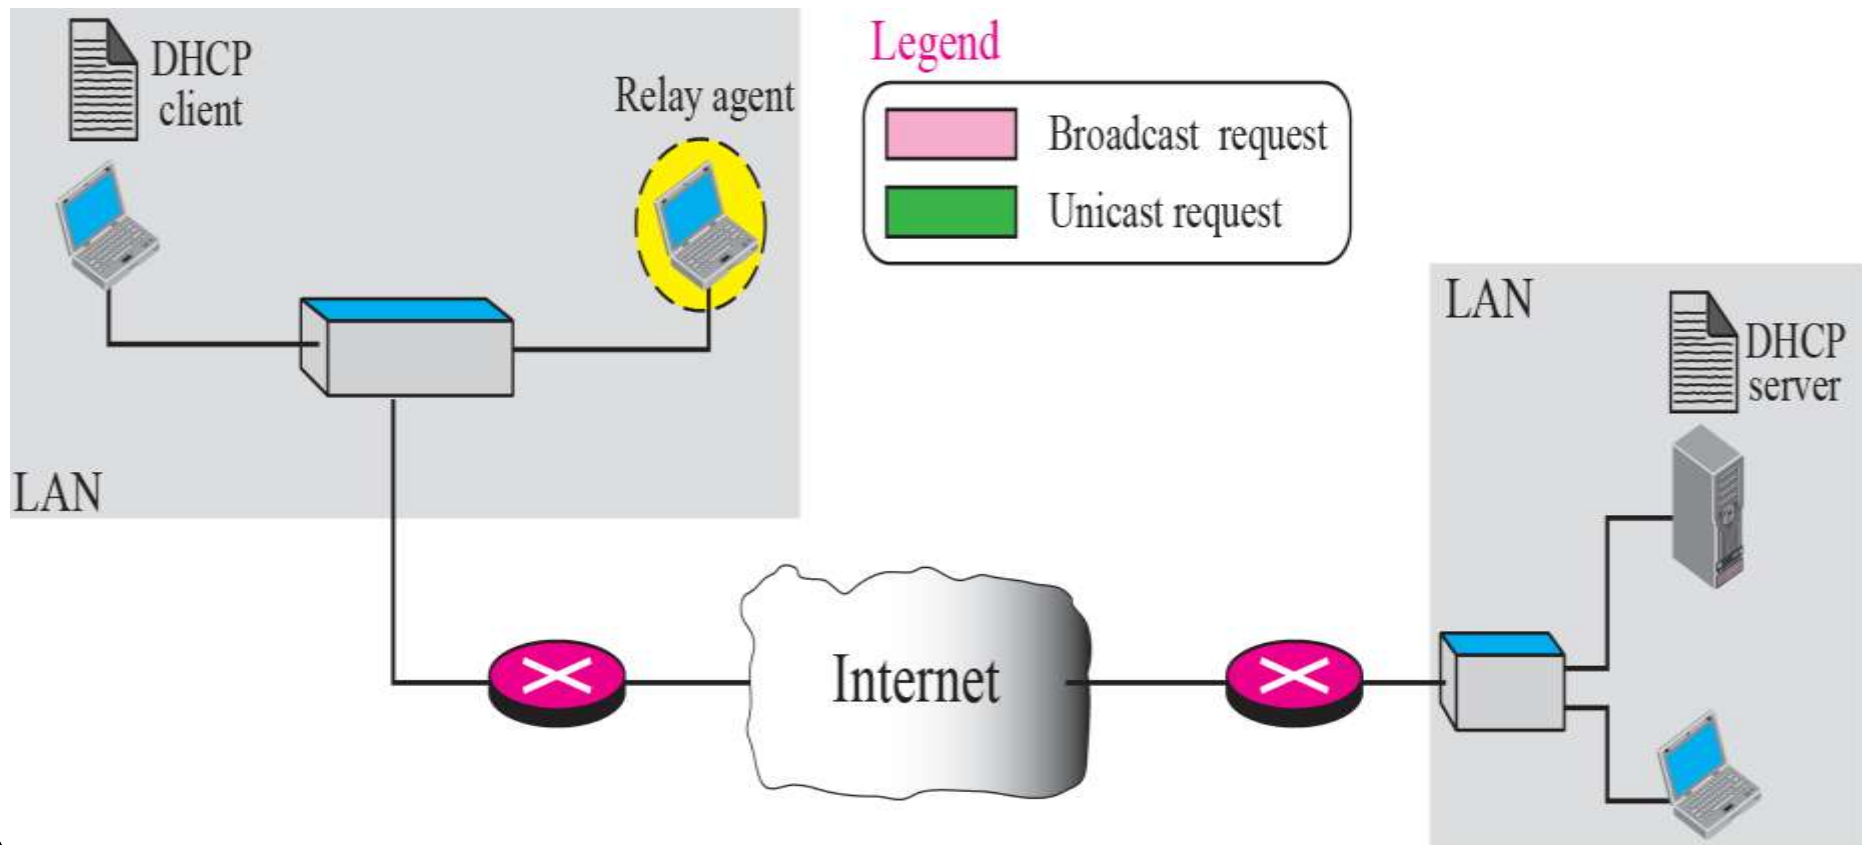 DHCP
client
Relay agent
LAN
Legend
Broadcast request
Unicast request
LAN
DHCP
server
Internet